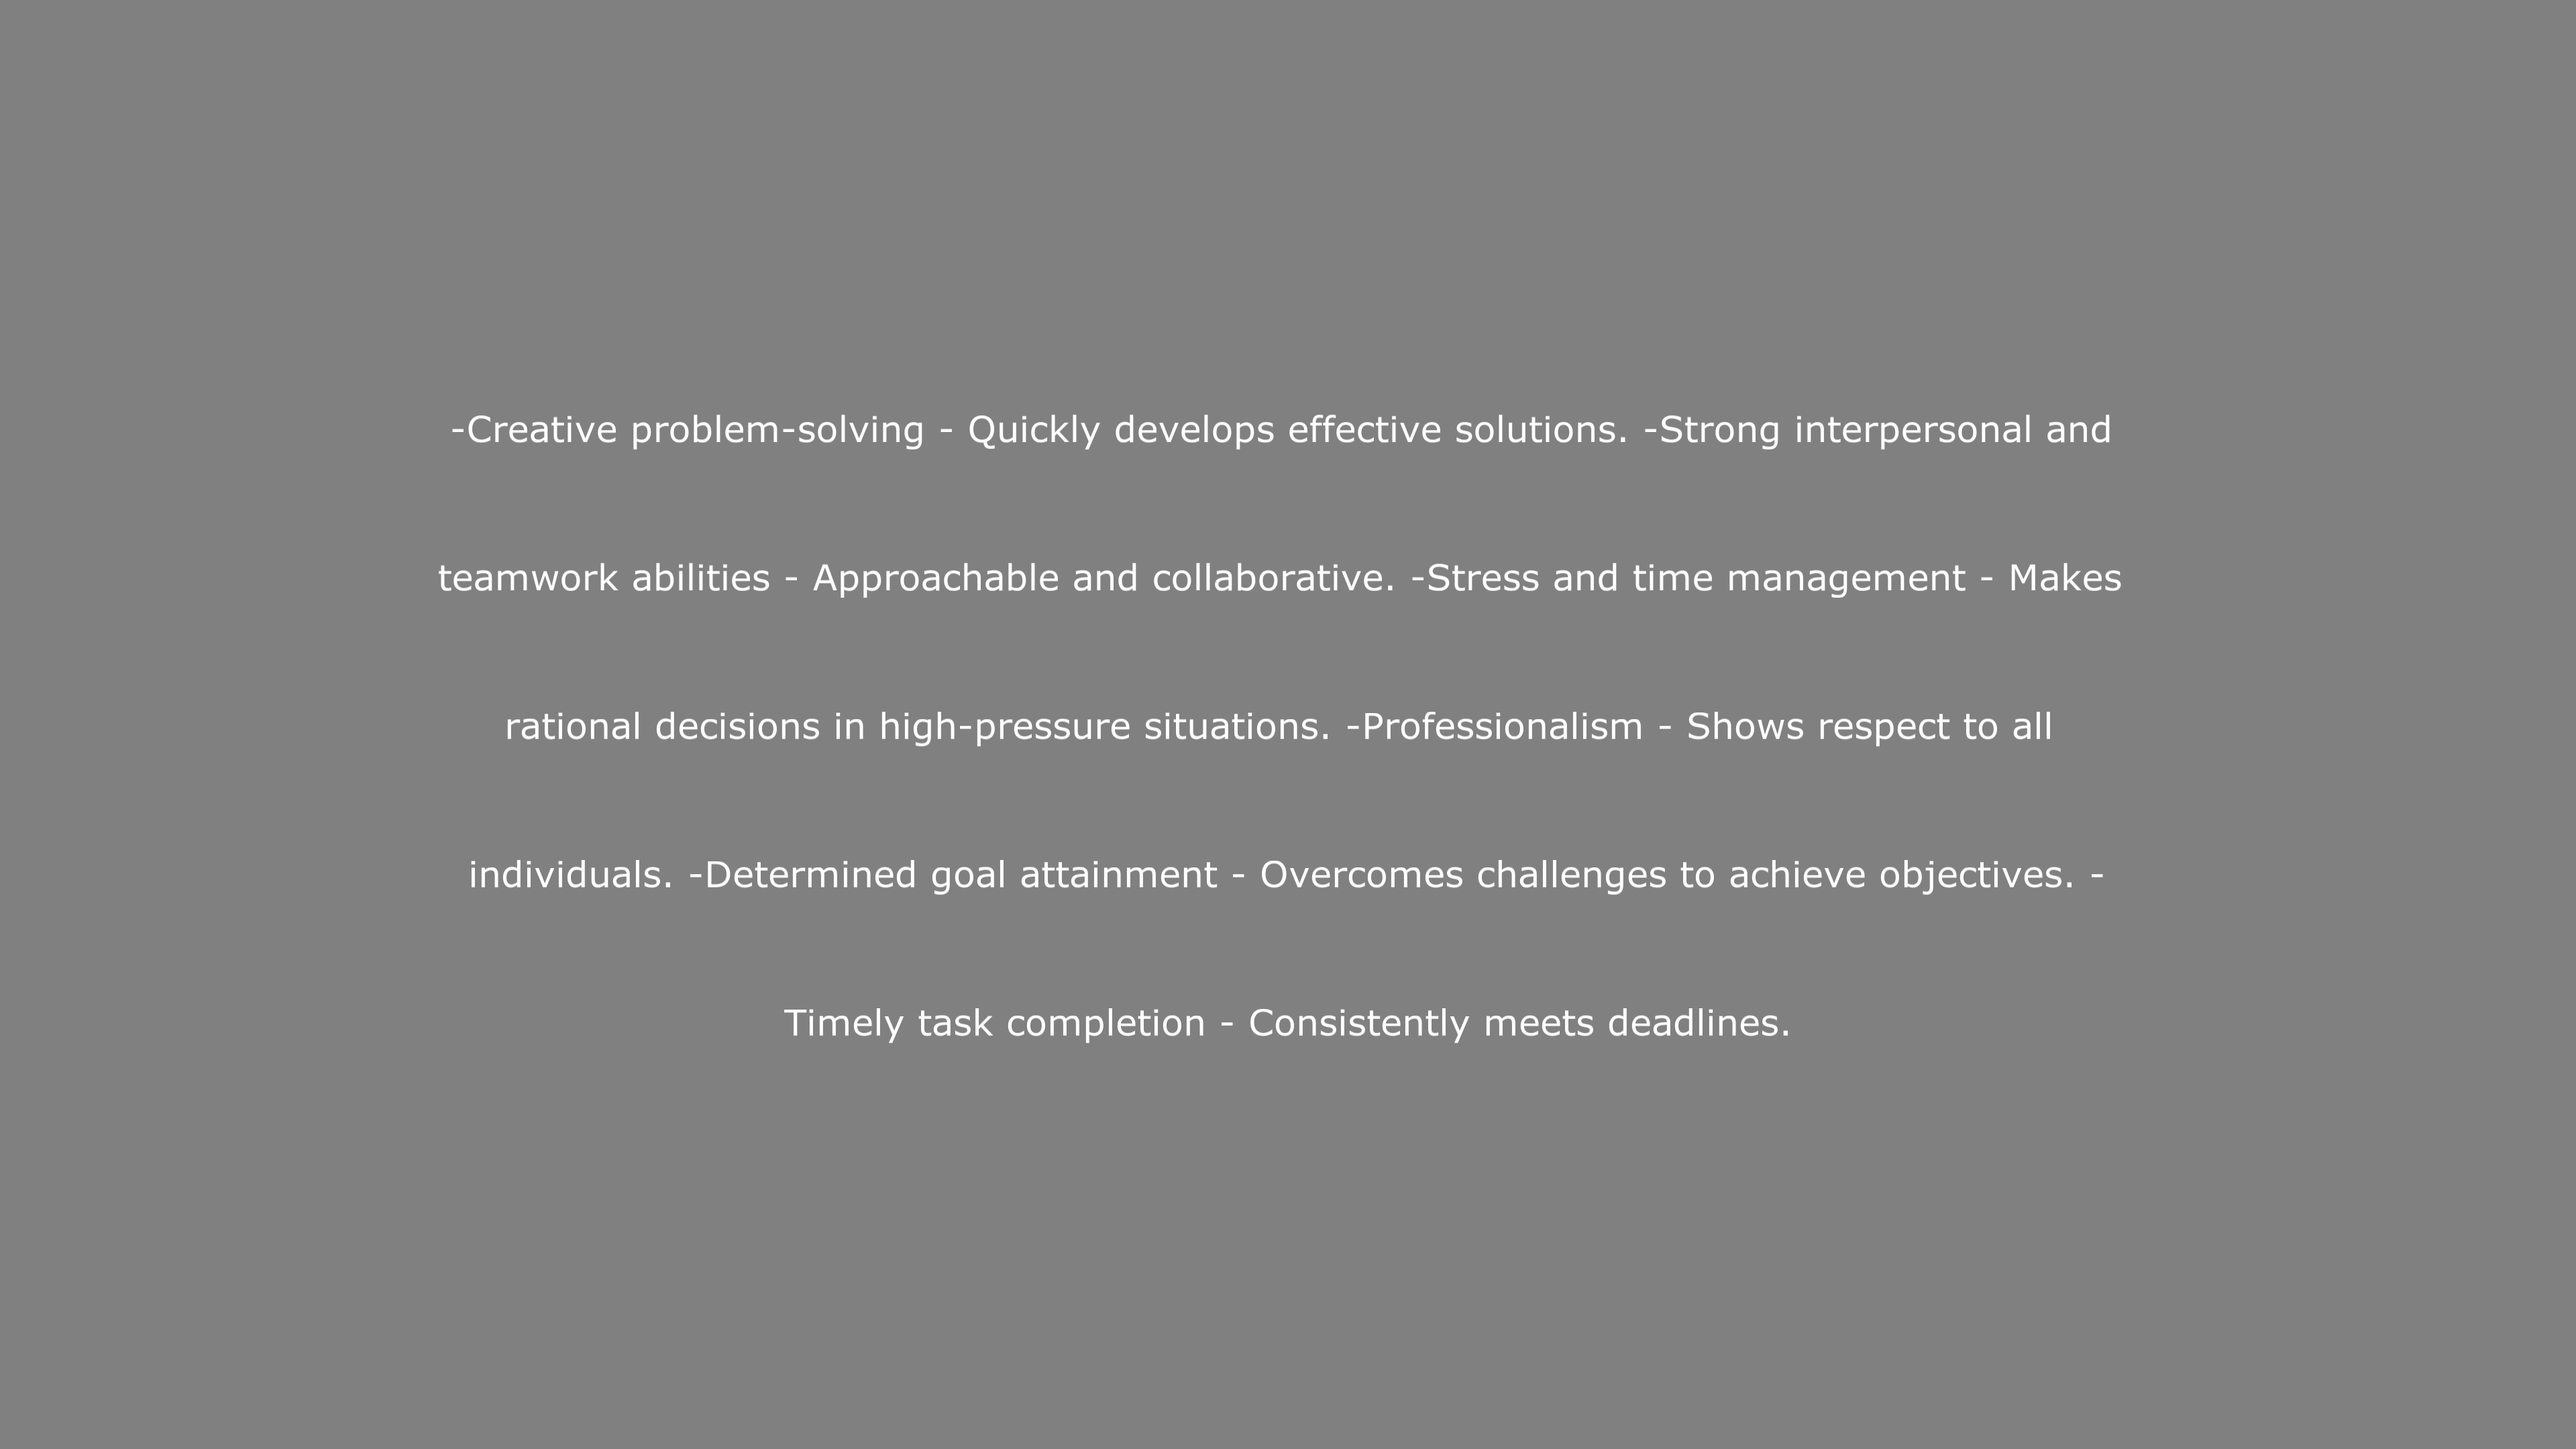 -Creative problem-solving - Quickly develops effective solutions. -Strong interpersonal and
teamwork abilities - Approachable and collaborative. -Stress and time management - Makes
rational decisions in high-pressure situations. -Professionalism - Shows respect to all
individuals. -Determined goal attainment - Overcomes challenges to achieve objectives. -
Timely task completion - Consistently meets deadlines.